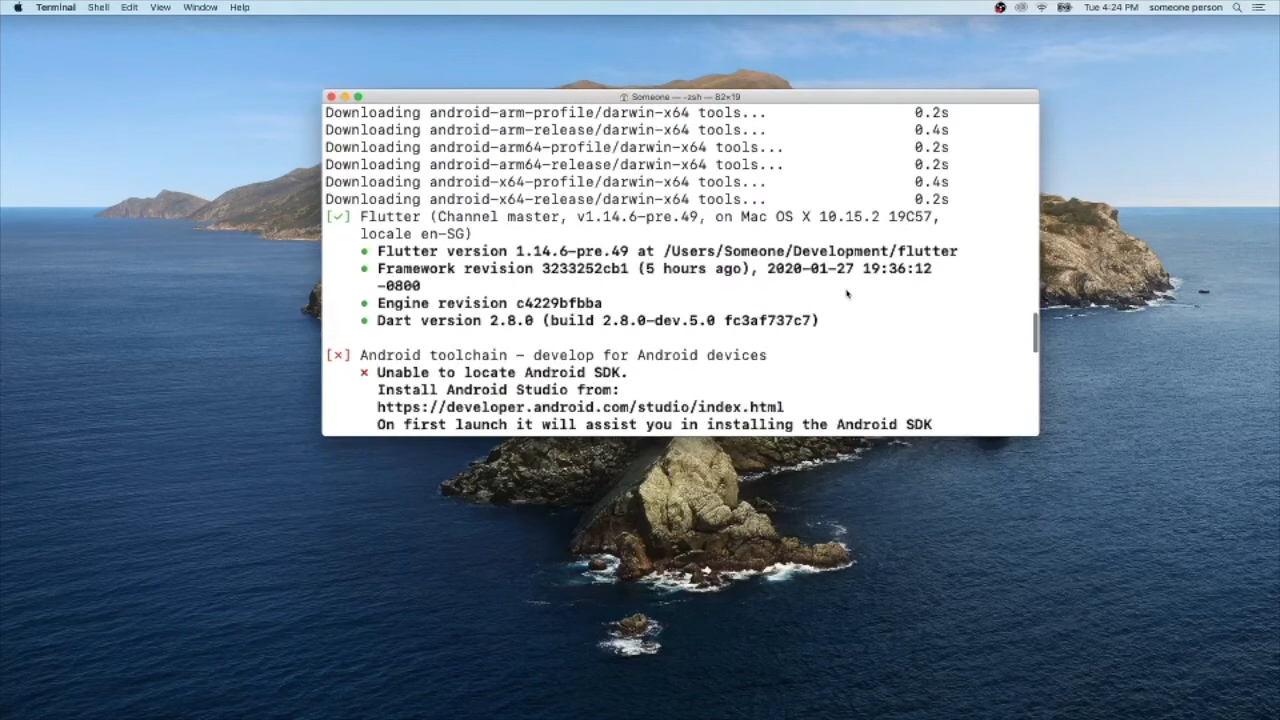 Terminal Shell Edit View Window Help
Tue 4:24 PM someone person
Someone — -zsh — 82×19
Downloading android-arm-profile/darwin-x64 tools... 0.2s
Downloading android-arm-release/darwin-x64 tools... 0.4s
Downloading android-arm64-profile/darwin-x64 tools... 0.2s
Downloading android-arm64-release/darwin-x64 tools... 0.2s
Downloading android-x64-profile/darwin-x64 tools... 0.4s
Downloading android-x64-release/darwin-x64 tools... 0.2s
[✓] Flutter (Channel master, v1.14.6-pre.49, on Mac OS X 10.15.2 19C57,
locale en-SG)
• Flutter version 1.14.6-pre.49 at /Users/Someone/Development/flutter
• Framework revision 3233252cb1 (5 hours ago), 2020-01-27 19:36:12
-0800
• Engine revision c4229bfbba
• Dart version 2.8.0 (build 2.8.0-dev.5.0 fc3af737c7)
[✗] Android toolchain - develop for Android devices
✗ Unable to locate Android SDK.
Install Android Studio from:
https://developer.android.com/studio/index.html
On first launch it will assist you in installing the Android SDK